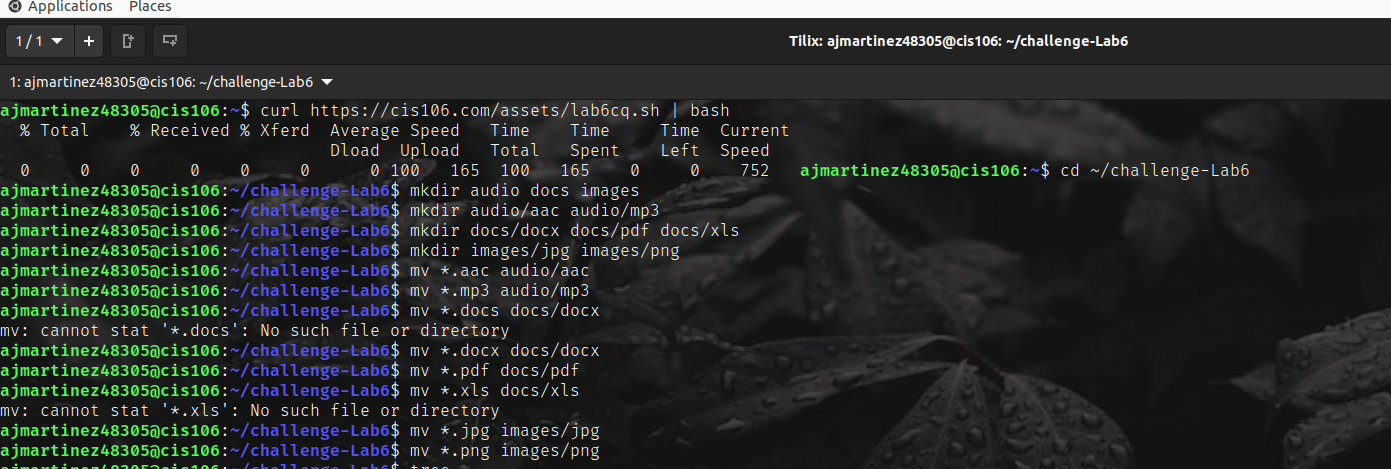 Applications Places
1 / 1
Tilix: ajmartinez48305@cis106: ~/challenge-Lab6
1: ajmartinez48305@cis106: ~/challenge-Lab6
ajmartinez48305@cis106:~$ curl https://cis106.com/assets/lab6cq.sh | bash
% Total % Received % Xferd Average Speed Time Time Time Current
Dload Upload Total Spent Left Speed
0 0 0 0 0 0 0 100 165 100 165 0 0 752 ajmartinez48305@cis106:~$ cd ~/challenge-Lab6
ajmartinez48305@cis106:~/challenge-Lab6$ mkdir audio docs images
ajmartinez48305@cis106:~/challenge-Lab6$ mkdir audio/aac audio/mp3
ajmartinez48305@cis106:~/challenge-Lab6$ mkdir docs/docx docs/pdf docs/xls
ajmartinez48305@cis106:~/challenge-Lab6$ mkdir images/jpg images/png
ajmartinez48305@cis106:~/challenge-Lab6$ mv *.aac audio/aac
ajmartinez48305@cis106:~/challenge-Lab6$ mv *.mp3 audio/mp3
ajmartinez48305@cis106:~/challenge-Lab6$ mv *.docs docs/docx
mv: cannot stat '*.docs': No such file or directory
ajmartinez48305@cis106:~/challenge-Lab6$ mv *.docx docs/docx
ajmartinez48305@cis106:~/challenge-Lab6$ mv *.pdf docs/pdf
ajmartinez48305@cis106:~/challenge-Lab6$ mv *.xls docs/xls
mv: cannot stat '*.xls': No such file or directory
ajmartinez48305@cis106:~/challenge-Lab6$ mv *.jpg images/jpg
ajmartinez48305@cis106:~/challenge-Lab6$ mv *.png images/png